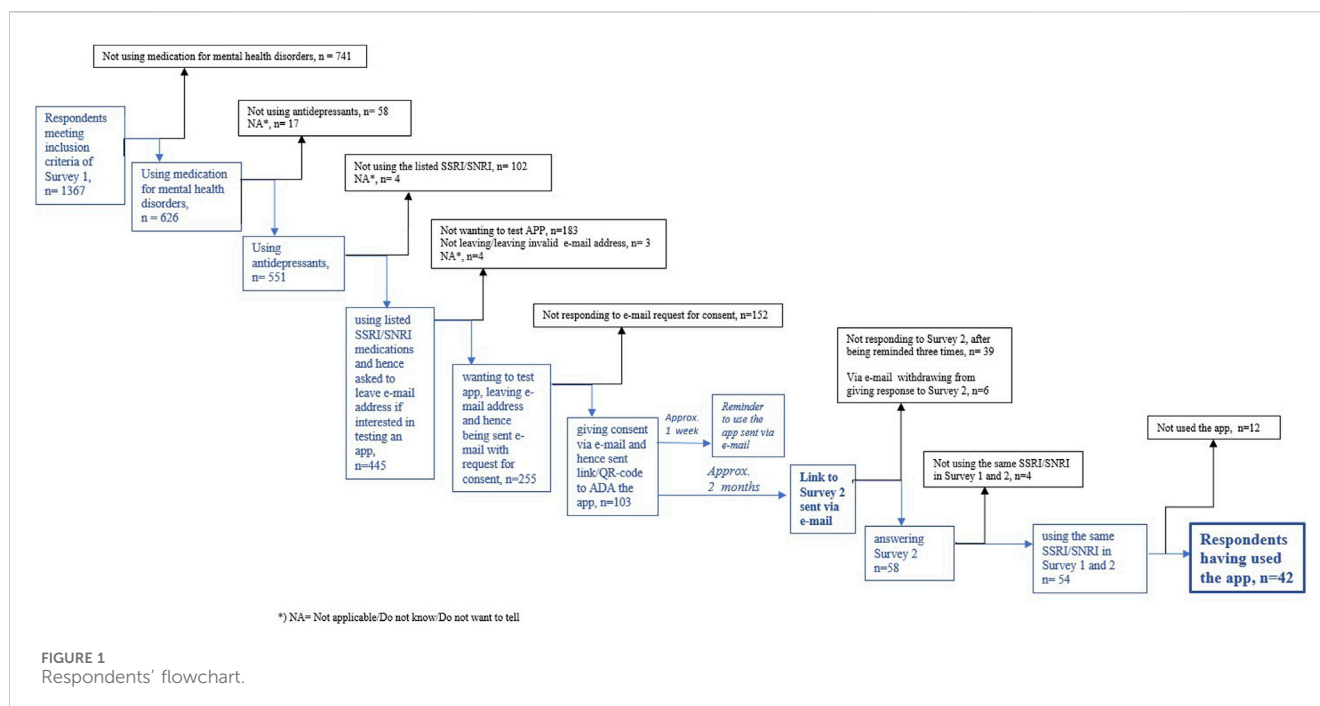 Not using medication for mental health disorders, n = 741
Respondents
meeting
inclusion
criteria of
Survey 1,
n= 1367
Not using antidepressants, n= 58
NA*, n= 17
Using medication
for mental health
disorders,
n = 626
Not using the listed SSRI/SNRI, n= 102
NA*, n= 4
Using
antidepressants,
n= 551
Not wanting to test APP, n=183
Not leaving/leaving invalid e-mail address, n= 3
NA*, n=4
using listed
SSRI/SNRI
medications
and hence
asked to
leave e-mail
address if
interested in
testing an
app,
n=445
Not responding to e-mail request for consent, n=152
wanting to test
app, leaving e-
mail address
and hence
being sent e-
mail with
request for
consent, n=255
giving consent
via e-mail and
hence sent
link/QR-code
to ADA the
app, n=103
Approx.
1 week
Reminder
to use the
app sent via
e-mail
Approx.
2 months
Link to
Survey 2
sent via
e-mail
Not responding to Survey 2, after
being reminded three times, n= 39
Via e-mail withdrawing from
giving response to Survey 2, n=6
answering
Survey 2
n=58
Not using the same SSRI/SNRI
in Survey 1 and 2, n=4
using the same
SSRI/SNRI in
Survey 1 and 2
n= 54
Not used the app, n=12
Respondents
having used
the app, n=42
*) NA= Not applicable/Do not know/Do not want to tell
FIGURE 1
Respondents' flowchart.